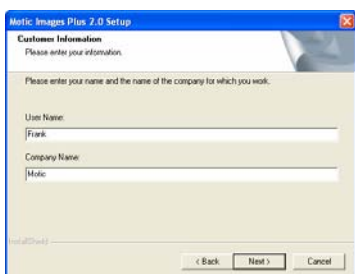 Motic Images Plus 2.0 Setup
Customer Information
Please enter your information.
Please enter your name and the name of the company for which you work.
User Name:
Frank
Company Name:
Motic
InstallShield
< Back Next > Cancel